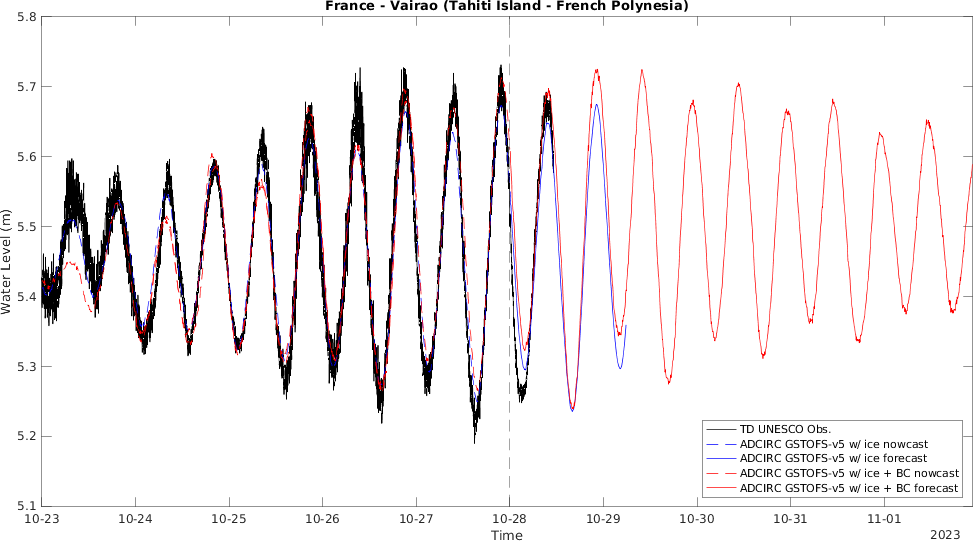 France - Vairao (Tahiti Island - French Polynesia)
5.8
5.7
5.6
5.5
5.4
5.3
5.2
5.1
Water Level (m)
TD UNESCO Obs.
ADCIRC GSTOFS-v5 w/ ice nowcast
ADCIRC GSTOFS-v5 w/ ice forecast
ADCIRC GSTOFS-v5 w/ ice + BC nowcast
ADCIRC GSTOFS-v5 w/ ice + BC forecast
10-23 10-24 10-25 10-26 10-27 10-28 10-29 10-30 10-31 11-01
Time
2023